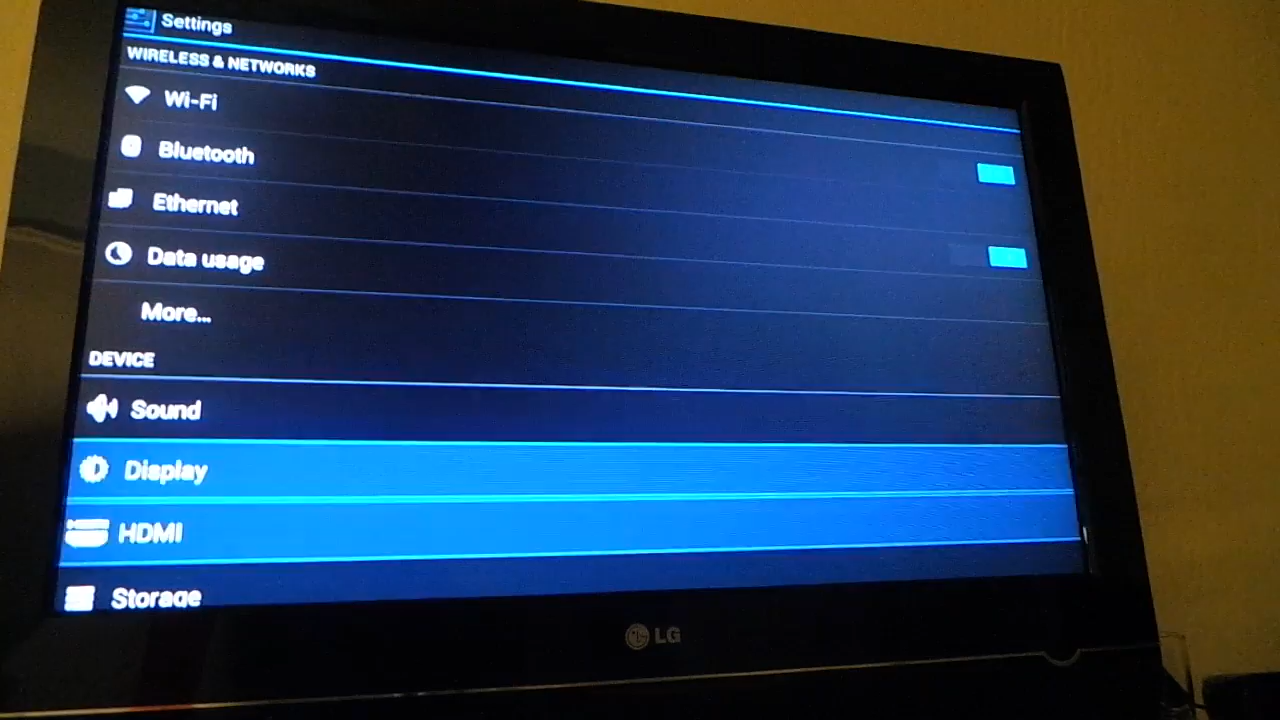 Settings
WIRELESS & NETWORKS
Wi-Fi
Bluetooth
Ethernet
Data usage
More...
DEVICE
Sound
Display
HDMI
Storage
LG